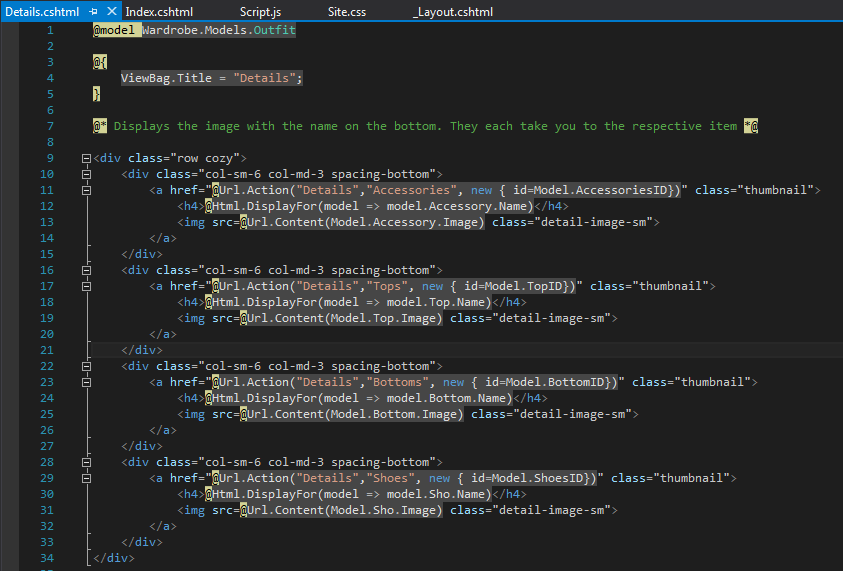 Details.cshtml Index.cshtml Script.js Site.css _Layout.cshtml
1 @model Wardrobe.Models.Outfit
2
3 @{
4 ViewBag.Title = "Details";
5 }
6
7 @* Displays the image with the name on the bottom. They each take you to the respective item *@
8
9 <div class="row cozy">
10 <div class="col-sm-6 col-md-3 spacing-bottom">
11 <a href="@Url.Action("Details","Accessories", new { id=Model.AccessoriesID})" class="thumbnail">
12 <h4>@Html.DisplayFor(model => model.Accessory.Name)</h4>
13 <img src=@Url.Content(Model.Accessory.Image) class="detail-image-sm">
14 </a>
15 </div>
16 <div class="col-sm-6 col-md-3 spacing-bottom">
17 <a href="@Url.Action("Details","Tops", new { id=Model.TopID})" class="thumbnail">
18 <h4>@Html.DisplayFor(model => model.Top.Name)</h4>
19 <img src=@Url.Content(Model.Top.Image) class="detail-image-sm">
20 </a>
21 </div>
22 <div class="col-sm-6 col-md-3 spacing-bottom">
23 <a href="@Url.Action("Details","Bottoms", new { id=Model.BottomID})" class="thumbnail">
24 <h4>@Html.DisplayFor(model => model.Bottom.Name)</h4>
25 <img src=@Url.Content(Model.Bottom.Image) class="detail-image-sm">
26 </a>
27 </div>
28 <div class="col-sm-6 col-md-3 spacing-bottom">
29 <a href="@Url.Action("Details","Shoes", new { id=Model.ShoesID})" class="thumbnail">
30 <h4>@Html.DisplayFor(model => model.Sho.Name)</h4>
31 <img src=@Url.Content(Model.Sho.Image) class="detail-image-sm">
32 </a>
33 </div>
34 </div>